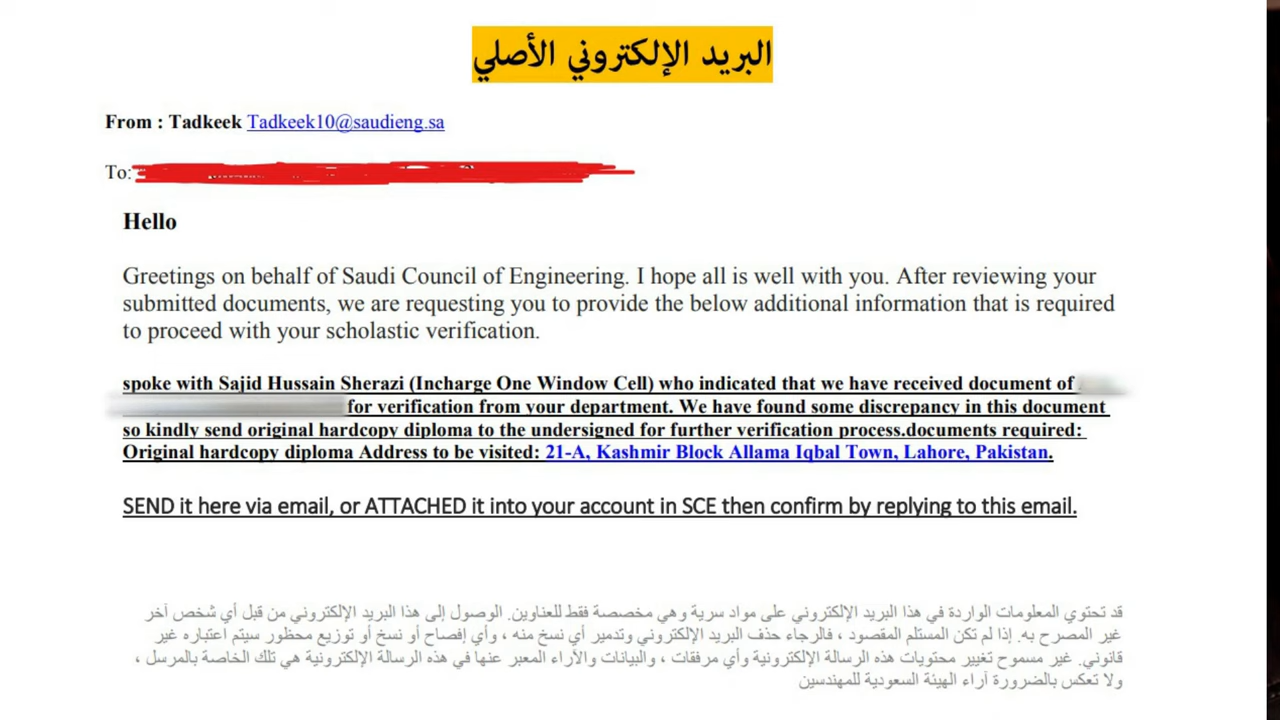 البريد الإلكتروني الأصلي
From : Tadkeek Tadkeek10@saudieng.sa
To:
Hello
Greetings on behalf of Saudi Council of Engineering. I hope all is well with you. After reviewing your
submitted documents, we are requesting you to provide the below additional information that is required
to proceed with your scholastic verification.
spoke with Sajid Hussain Sherazi (Incharge One Window Cell) who indicated that we have received document of
for verification from your department. We have found some discrepancy in this document
so kindly send original hardcopy diploma to the undersigned for further verification process.documents required:
Original hardcopy diploma Address to be visited: 21-A, Kashmir Block Allama Iqbal Town, Lahore, Pakistan.
SEND it here via email, or ATTACHED it into your account in SCE then confirm by replying to this email.
قد تحتوي المعلومات الواردة في هذا البريد الإلكتروني على مواد سرية وهي مخصصة فقط للعناوين. الوصول إلى هذا البريد الإلكتروني من قبل أي شخص آخر
غير المصرح به. إذا لم تكن المستلم المقصود ، فالرجاء حذف البريد الإلكتروني وتدمير أي نسخ منه ، وأي إفصاح أو نسخ أو توزيع محظور سيتم اعتباره غير
قانوني. غير مسموح تغيير محتويات هذه الرسالة الإلكترونية وأي مرفقات ، والبيانات والآراء المعبر عنها في هذه الرسالة الإلكترونية هي تلك الخاصة بالمرسل ،
ولا تعكس بالضرورة آراء الهيئة السعودية للمهندسين